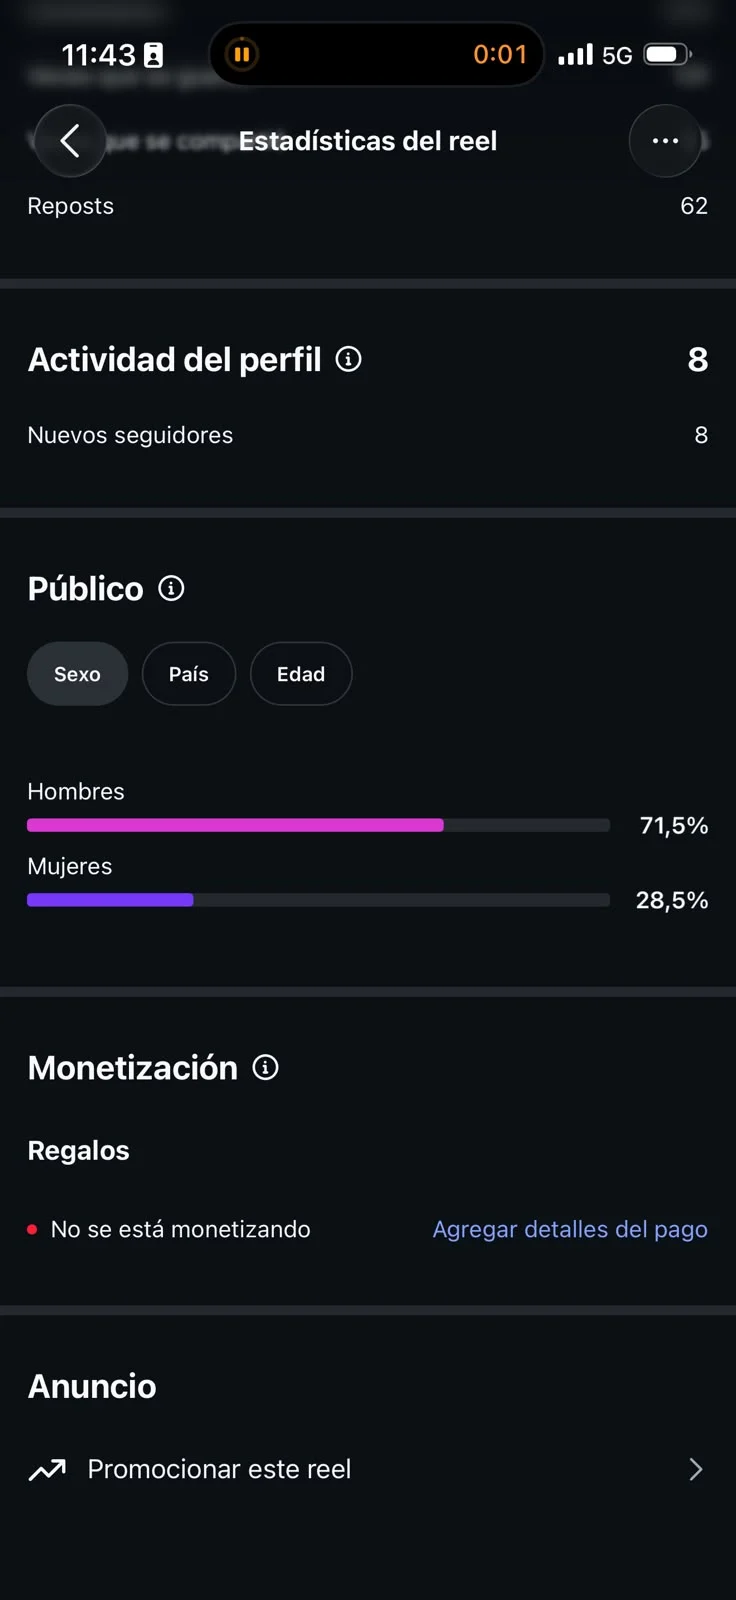 11:43
0:01
5G
Estadísticas del reel
Reposts 62
Actividad del perfil 8
Nuevos seguidores 8
Público
Sexo País Edad
Hombres
71,5%
Mujeres
28,5%
Monetización
Regalos
No se está monetizando Agregar detalles del pago
Anuncio
Promocionar este reel